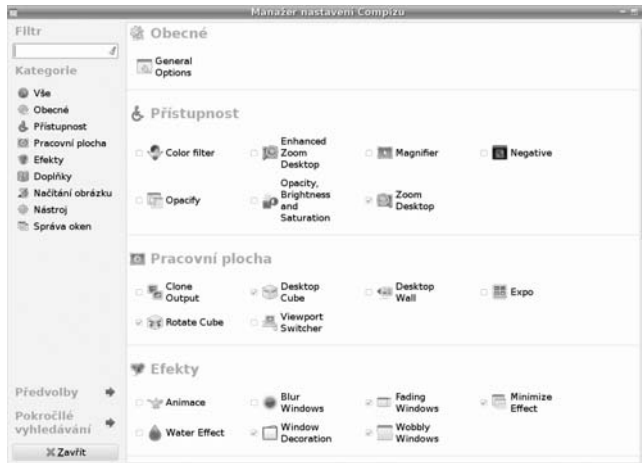 Manažer nastavení Compizu
Filtr
Kategorie
Vše
Obecné
Přístupnost
Pracovní plocha
Efekty
Doplňky
Načítání obrázku
Nástroj
Správa oken
Předvolby
Pokročilé
vyhledávání
Zavřít
Obecné
General
Options
Přístupnost
Color filter
Enhanced
Zoom
Desktop
Magnifier
Negative
Opacify
Opacity,
Brightness
and
Saturation
Zoom
Desktop
Pracovní plocha
Clone
Output
Desktop
Cube
Desktop
Wall
Expo
Rotate Cube
Viewport
Switcher
Efekty
Animace
Blur
Windows
Fading
Windows
Minimize
Effect
Water Effect
Window
Decoration
Wobbly
Windows